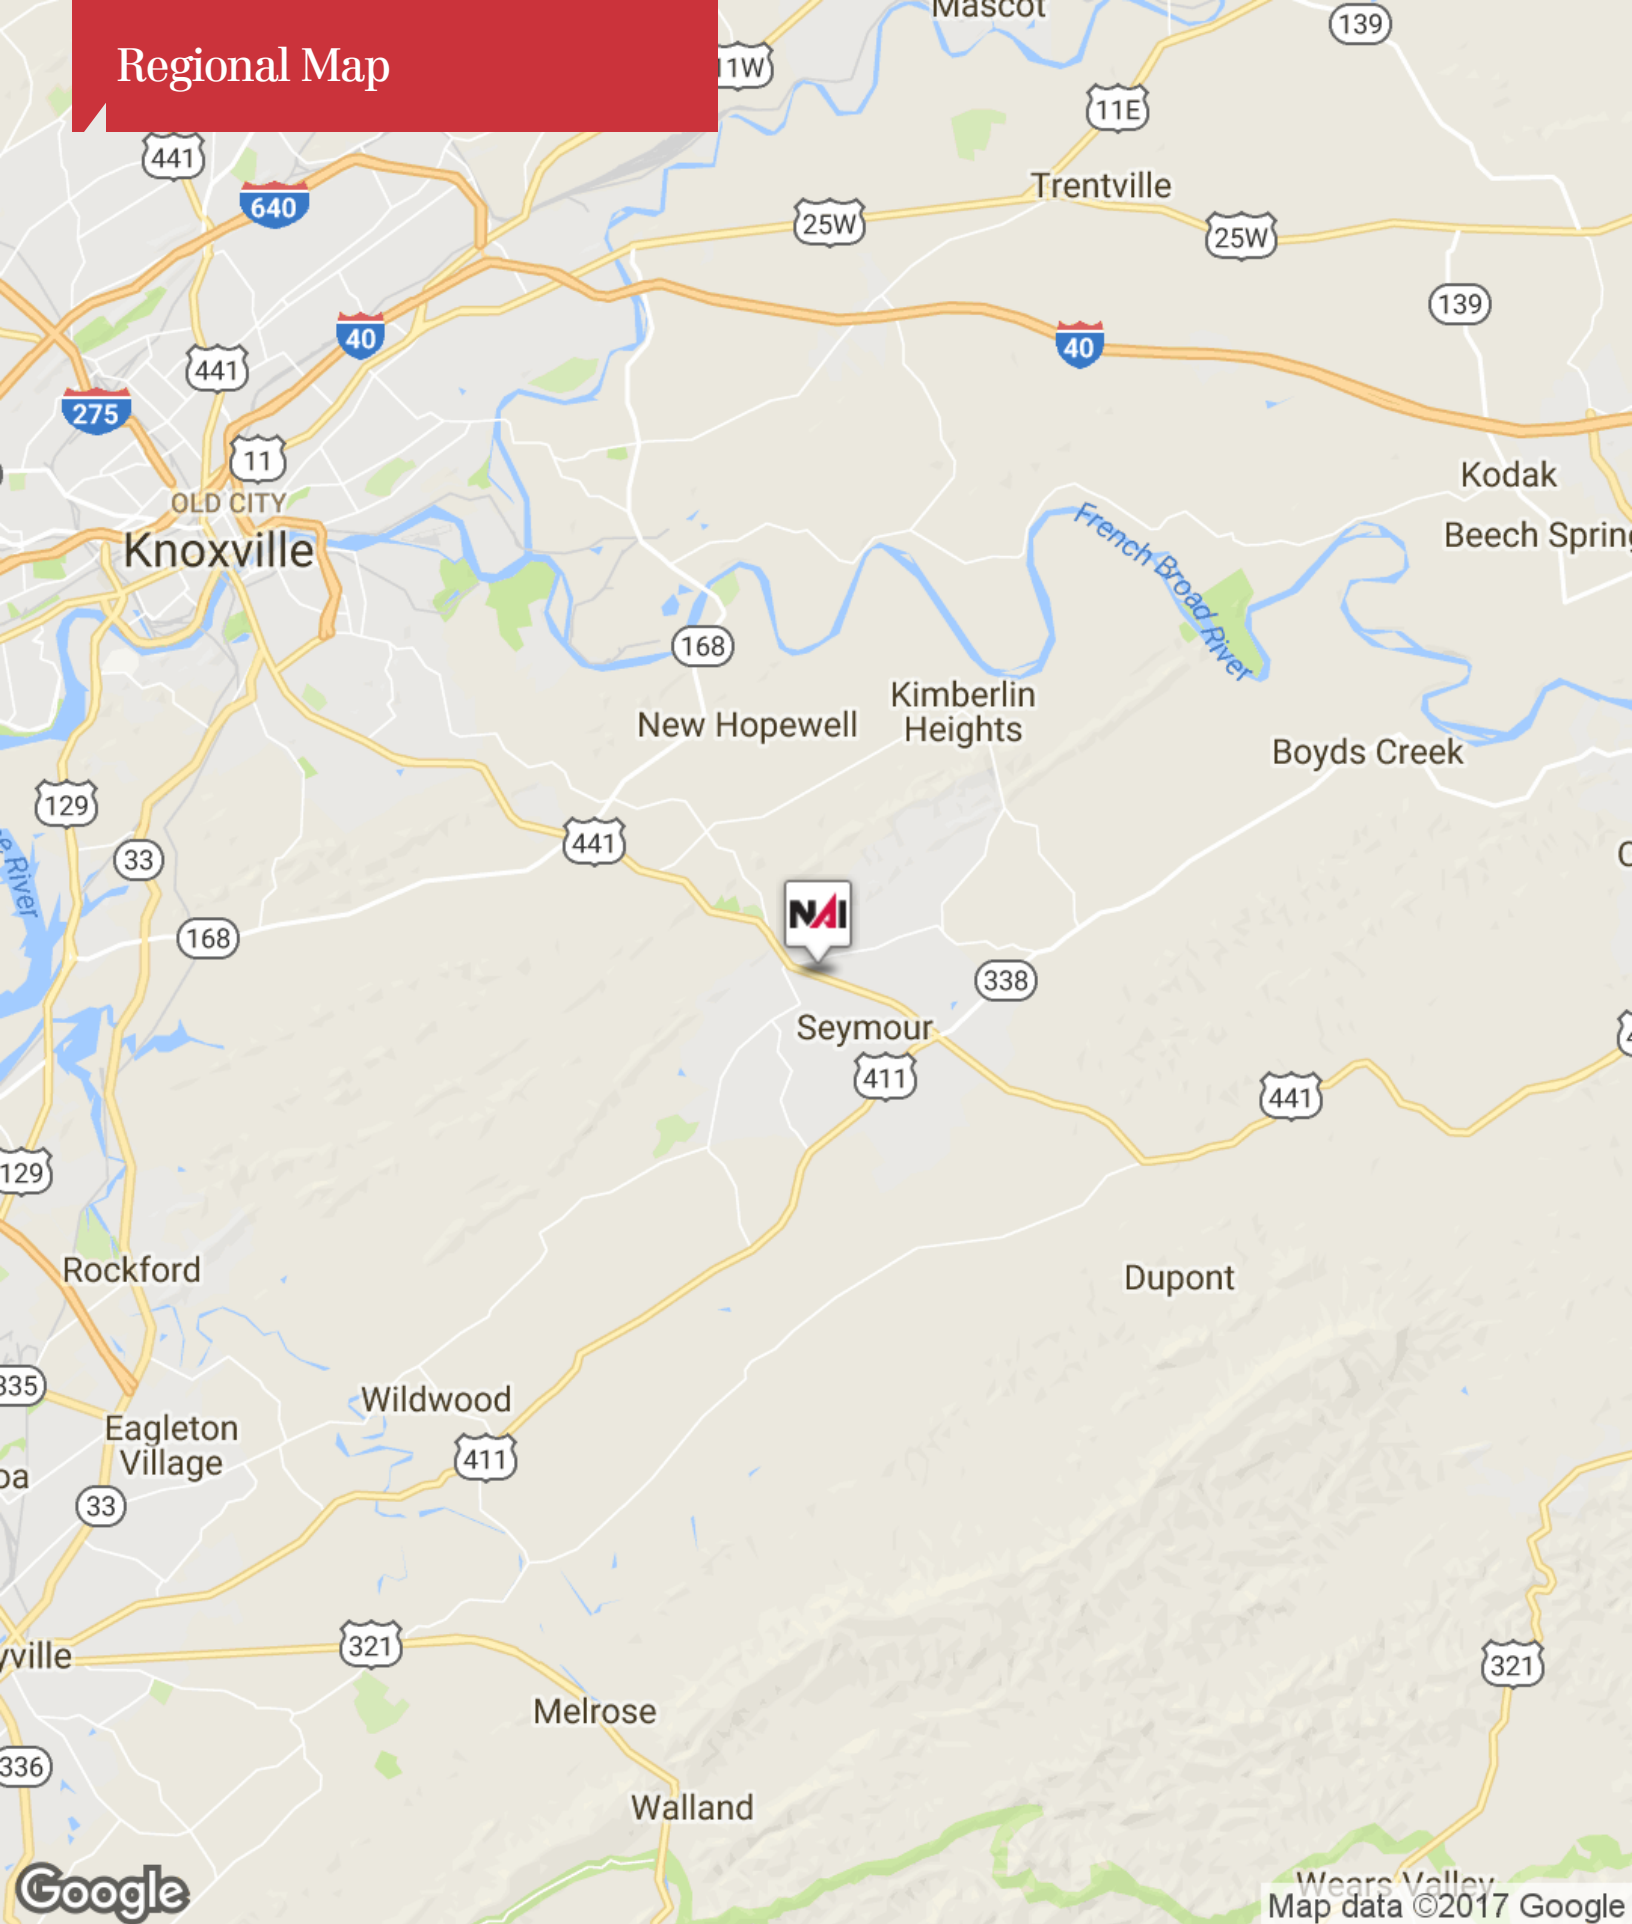 Regional Map
Mascot
139
11W
11E
441
640
Trentville
25W
25W
139
40
40
441
275
11
OLD CITY
Knoxville
Kodak
Beech Spring
French Broad River
168
Kimberlin
Heights
New Hopewell
Boyds Creek
129
33
441
River
NAI
168
338
Seymour
411
441
129
Rockford
Dupont
335
Wildwood
Eagleton
Village
411
33
321
yville
321
Melrose
336
Walland
Wears Valley
Google
Map data ©2017 Google